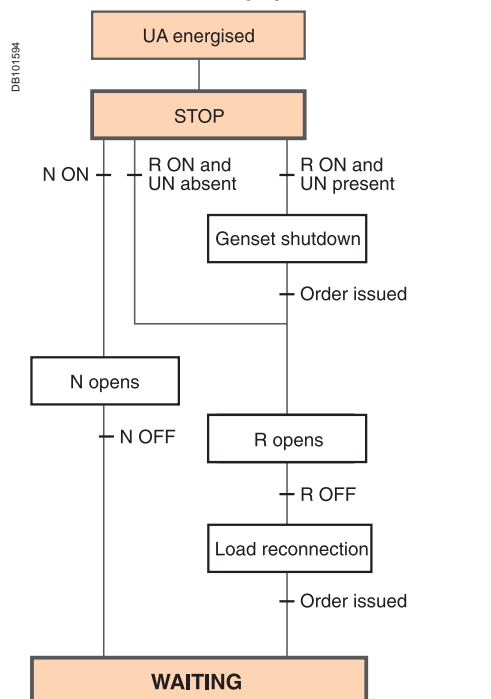 DB101594
UA energised
STOP
N ON
R ON and
UN absent
R ON and
UN present
Genset shutdown
Order issued
N opens
N OFF
R opens
R OFF
Load reconnection
Order issued
WAITING